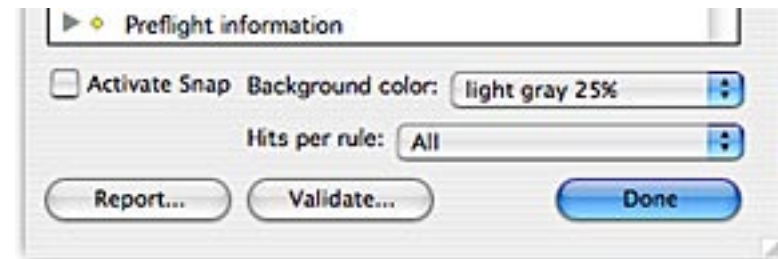 Preflight information
Activate Snap Background color: light gray 25%
Hits per rule: All
Report... Validate... Done